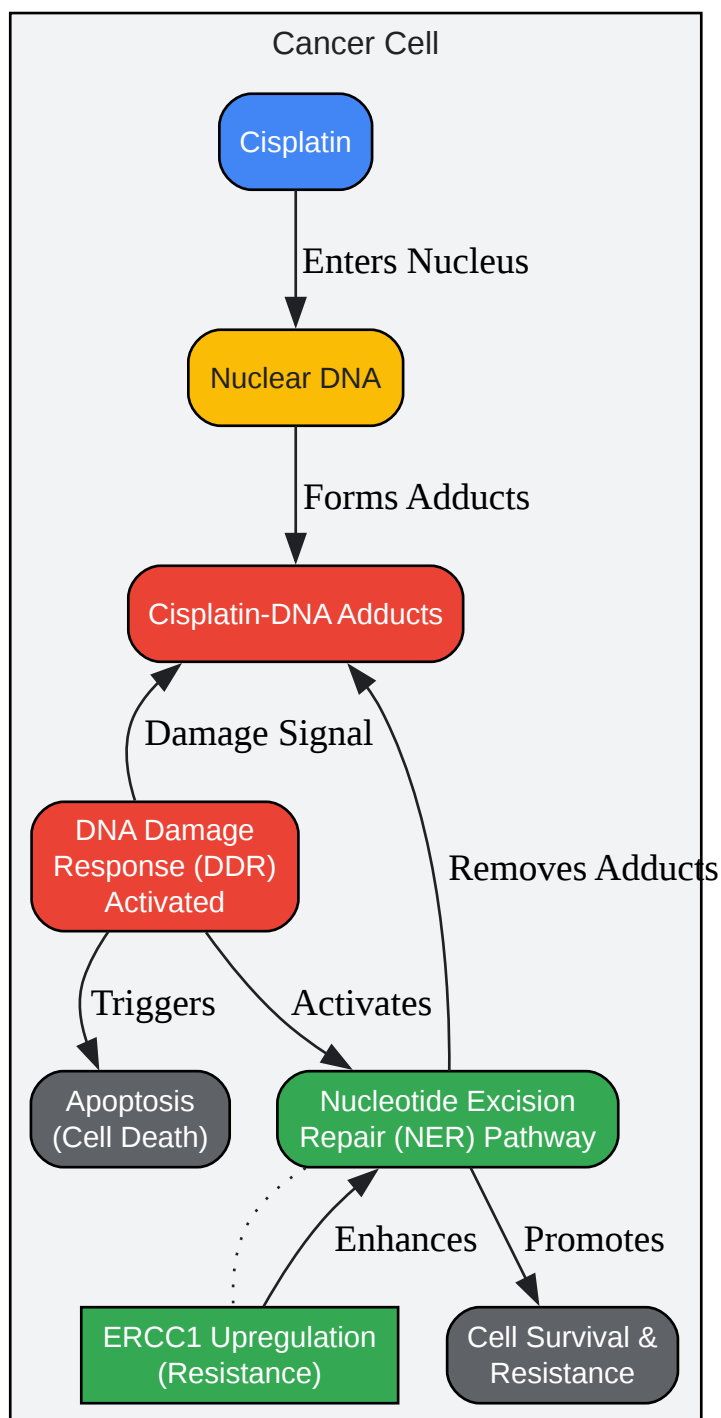 Cancer Cell
Cisplatin
Enters Nucleus
Nuclear DNA
Forms Adducts
Cisplatin-DNA Adducts
Damage Signal
DNA Damage
Response (DDR)
Activated
Removes Adducts
Triggers
Activates
Apoptosis
(Cell Death)
Nucleotide Excision
Repair (NER) Pathway
Enhances
Promotes
ERCC1 Upregulation
(Resistance)
Cell Survival &
Resistance